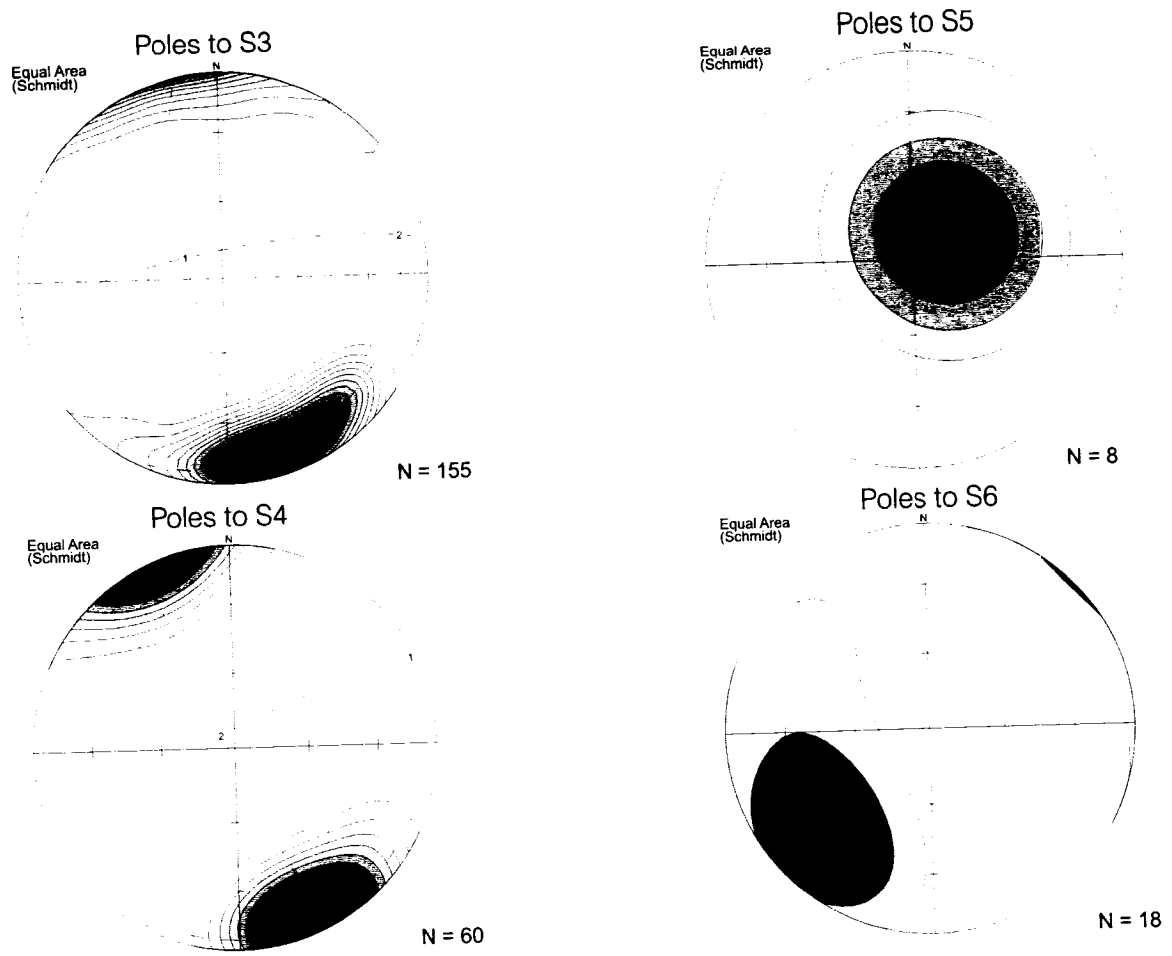 Poles to S3
Equal Area
(Schmidt)
N
2
1
N = 155
Poles to S5
Equal Area
(Schmidt)
N
N = 8
Poles to S4
Equal Area
(Schmidt)
N
1
2
N = 60
Poles to S6
Equal Area
(Schmidt)
N
N = 18